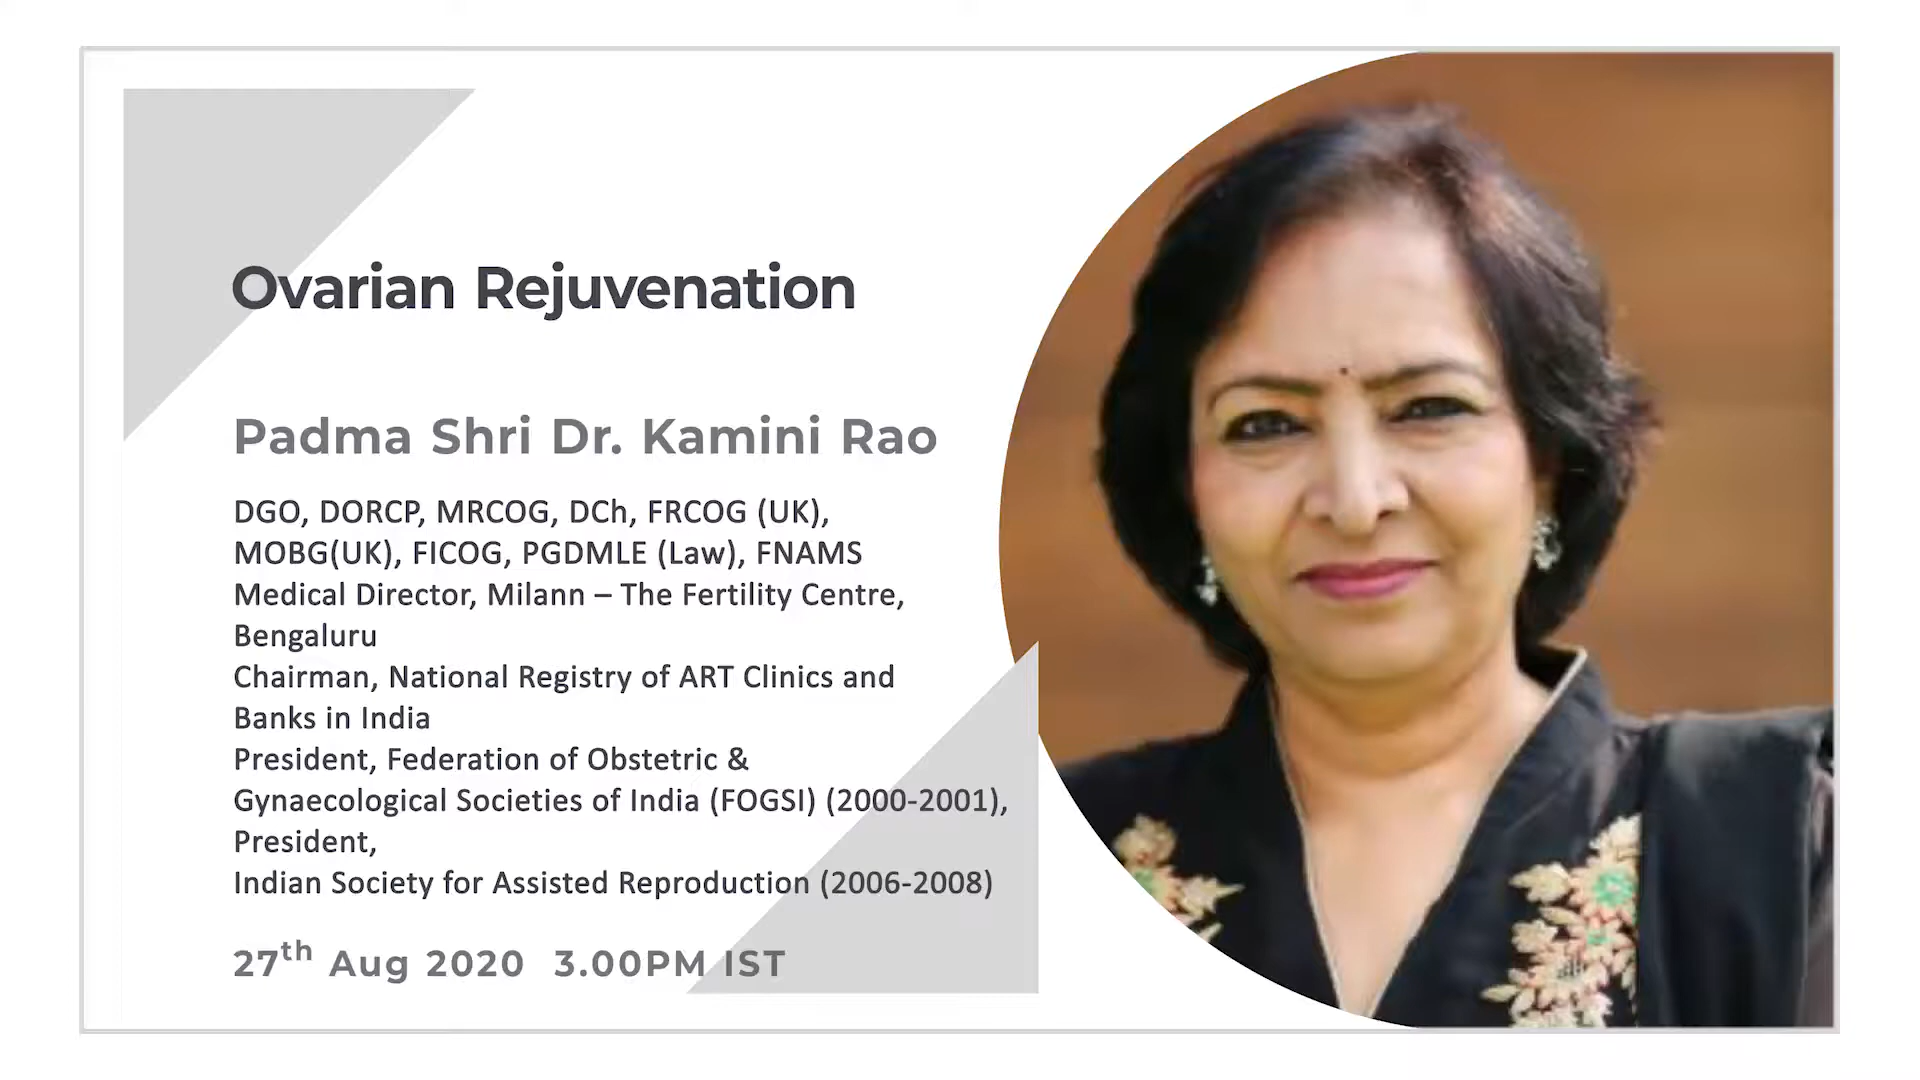 Ovarian Rejuvenation
Padma Shri Dr. Kamini Rao
DGO, DORCP, MRCOG, DCh, FRCOG (UK),
MOBG(UK), FICOG, PGDMLE (Law), FNAMS
Medical Director, Milann – The Fertility Centre,
Bengaluru
Chairman, National Registry of ART Clinics and
Banks in India
President, Federation of Obstetric &
Gynaecological Societies of India (FOGSI) (2000-2001),
President,
Indian Society for Assisted Reproduction (2006-2008)
27th Aug 2020 3.00PM IST